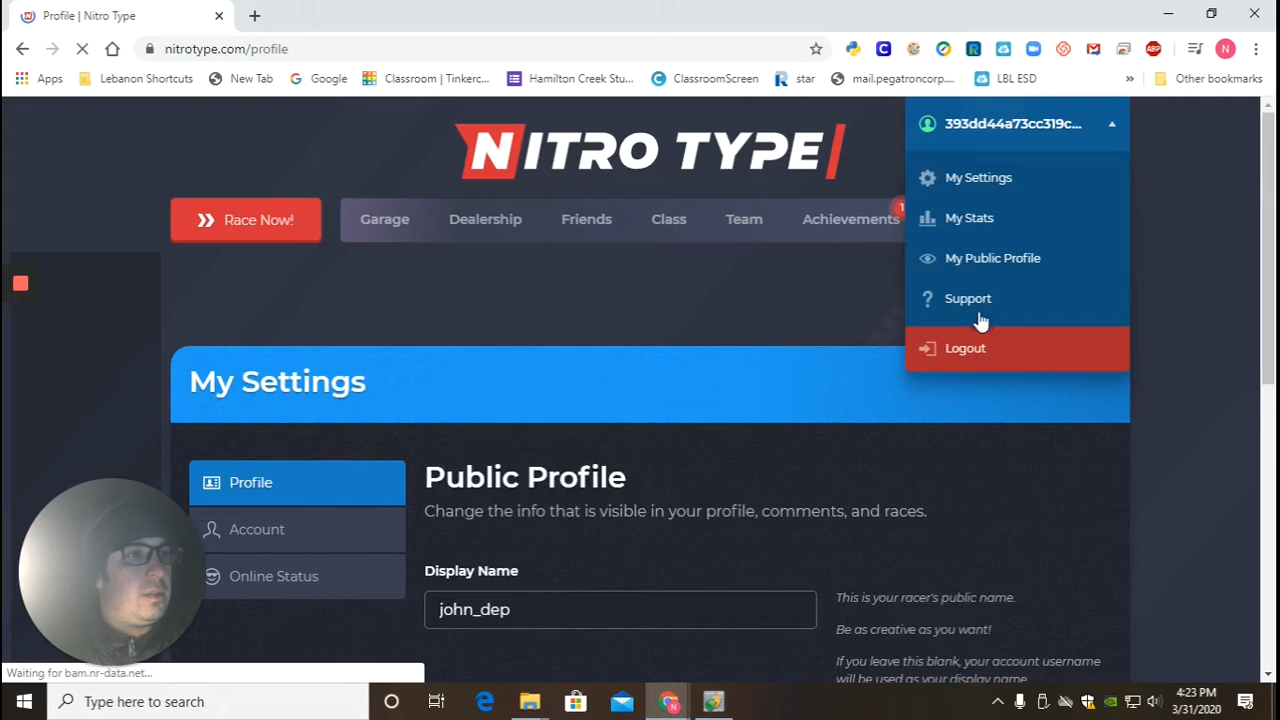 Profile | Nitro Type
nitrotype.com/profile
N
Apps
Lebanon Shortcuts
New Tab
Google
Classroom | Tinkerc...
Hamilton Creek Stu...
ClassroomScreen
star
mail.pegatroncorp....
LBL ESD
»
Other bookmarks
NITRO TYPE
393dd44a73cc319c...
My Settings
My Stats
My Public Profile
Support
Logout
Race Now!
Garage
Dealership
Friends
Class
Team
Achievements
1
My Settings
Profile
Account
Online Status
Public Profile
Change the info that is visible in your profile, comments, and races.
Display Name
john_dep
This is your racer's public name.
Be as creative as you want!
If you leave this blank, your account username
will be used as your display name
Waiting for bam.nr-data.net...
Type here to search
4:23 PM
3/31/2020